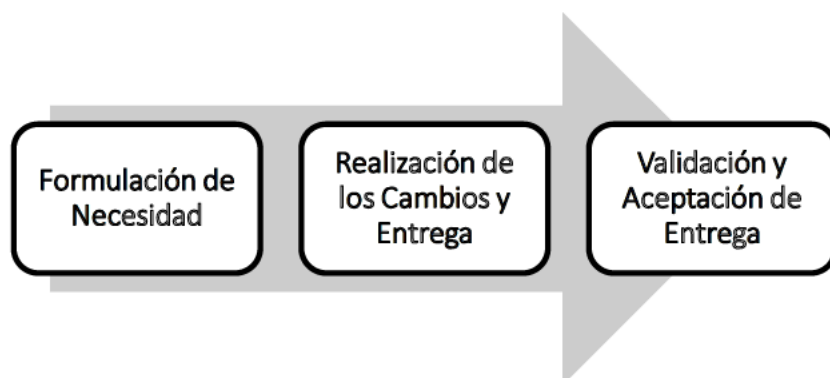 Formulación de
Necesidad
Realización de
los Cambios y
Entrega
Validación y
Aceptación de
Entrega